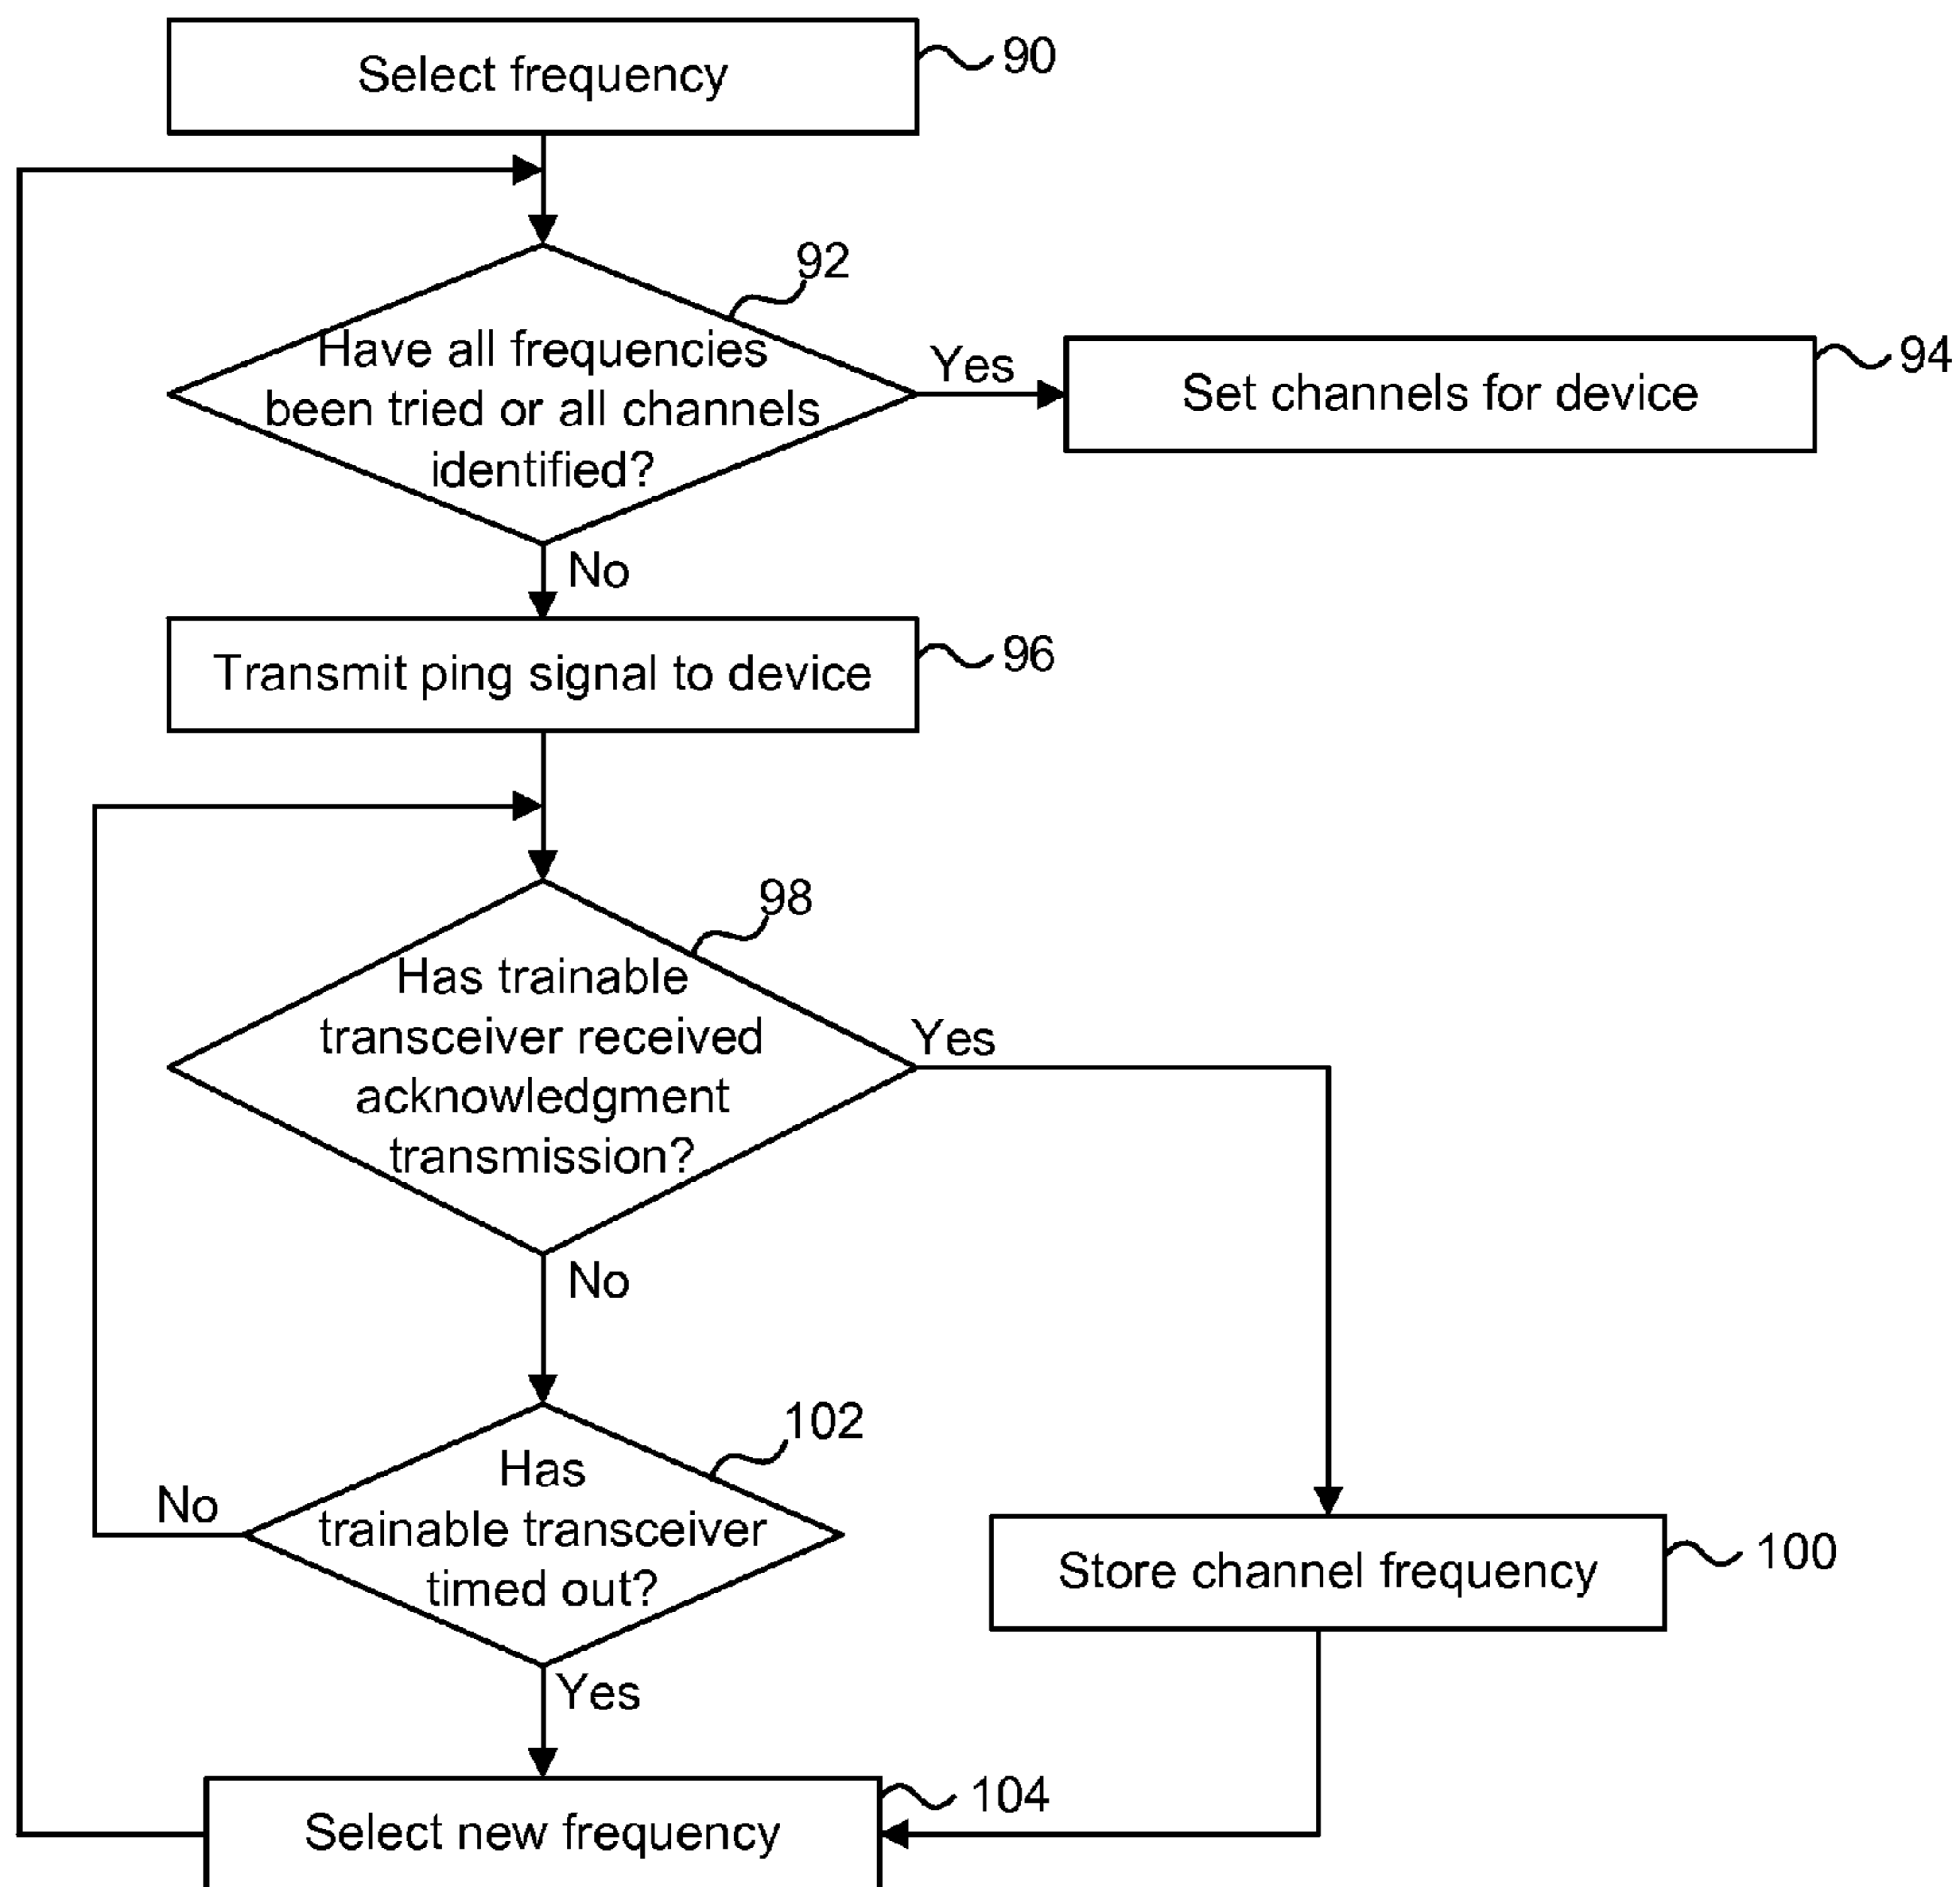 Select frequency
90
92
Have all frequencies
been tried or all channels
identified?
Yes
Set channels for device
94
No
Transmit ping signal to device
96
98
Has trainable
transceiver received
acknowledgment
transmission?
Yes
No
102
Has
trainable transceiver
timed out?
No
Store channel frequency
100
Yes
104
Select new frequency